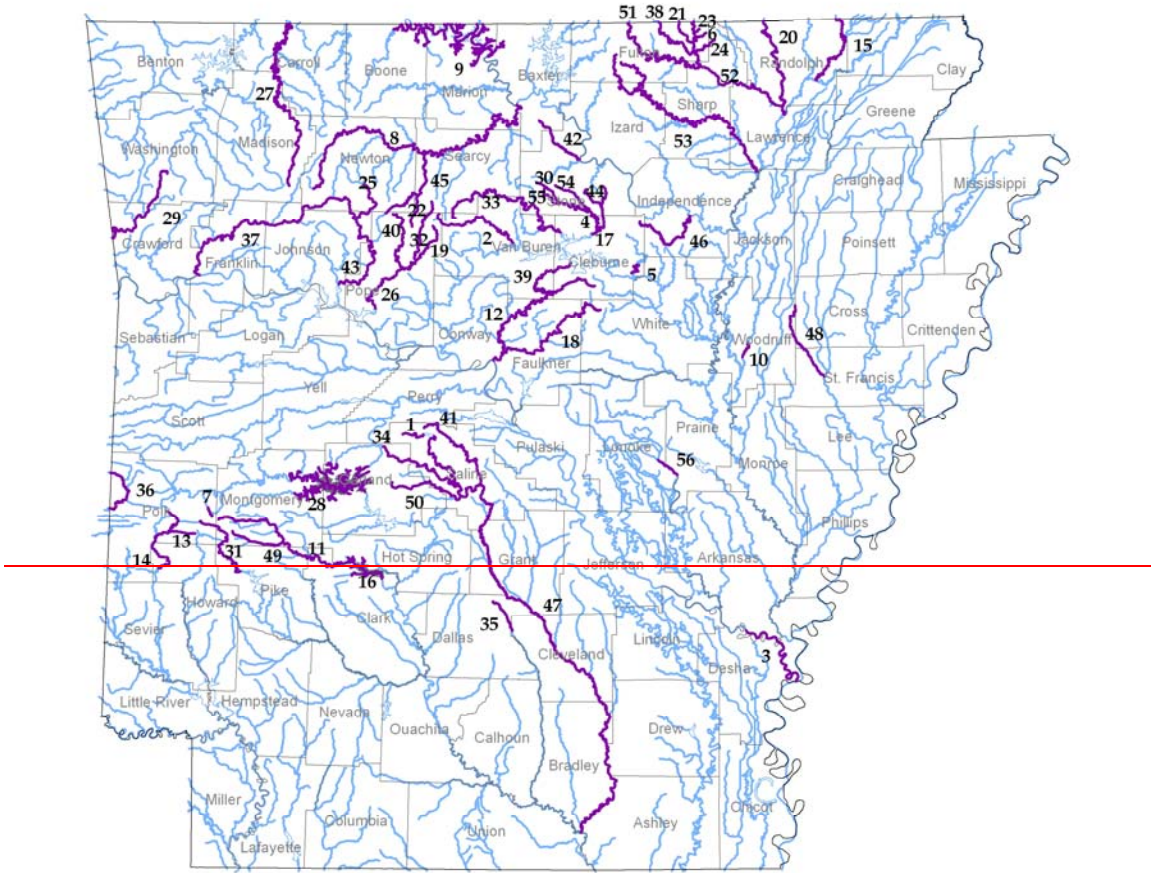 51 38 21 23
6
24
20
15
Benton
Carroll
Boone
9
Marion
Baxter
Fulton
Randolph
Clay
27
52
Sharp
Greene
Izard
53
Lawrence
Washington
Madison
8
Newton
Searcy
42
25
45
30 54
44
Stone
55
33
Independence
Craighead
Mississippi
29
Crawford
37
Johnson
Franklin
40
22
32
19
2
Van Buren
4
17
46
Jackson
Poinsett
43
Pope
26
39
Cleburne
5
Cross
Crittenden
Sebastian
Logan
Conway
12
18
White
Woodruff
10
48
Faulkner
St. Francis
Yell
Perry
Scott
1
41
34
Pulaski
Lonoke
Prairie
Lee
Monroe
56
Saline
Garland
36
7
Montgomery
28
50
Polk
Phillips
13
14
31
49
11
16
Hot Spring
Grant
Jefferson
Arkansas
Howard
Pike
Clark
47
35
Dallas
Sevier
Cleveland
Lincoln
3
Desha
Little River
Hempstead
Nevada
Ouachita
Calhoun
Drew
Bradley
Miller
Columbia
Union
Ashley
Chicot
Lafayette